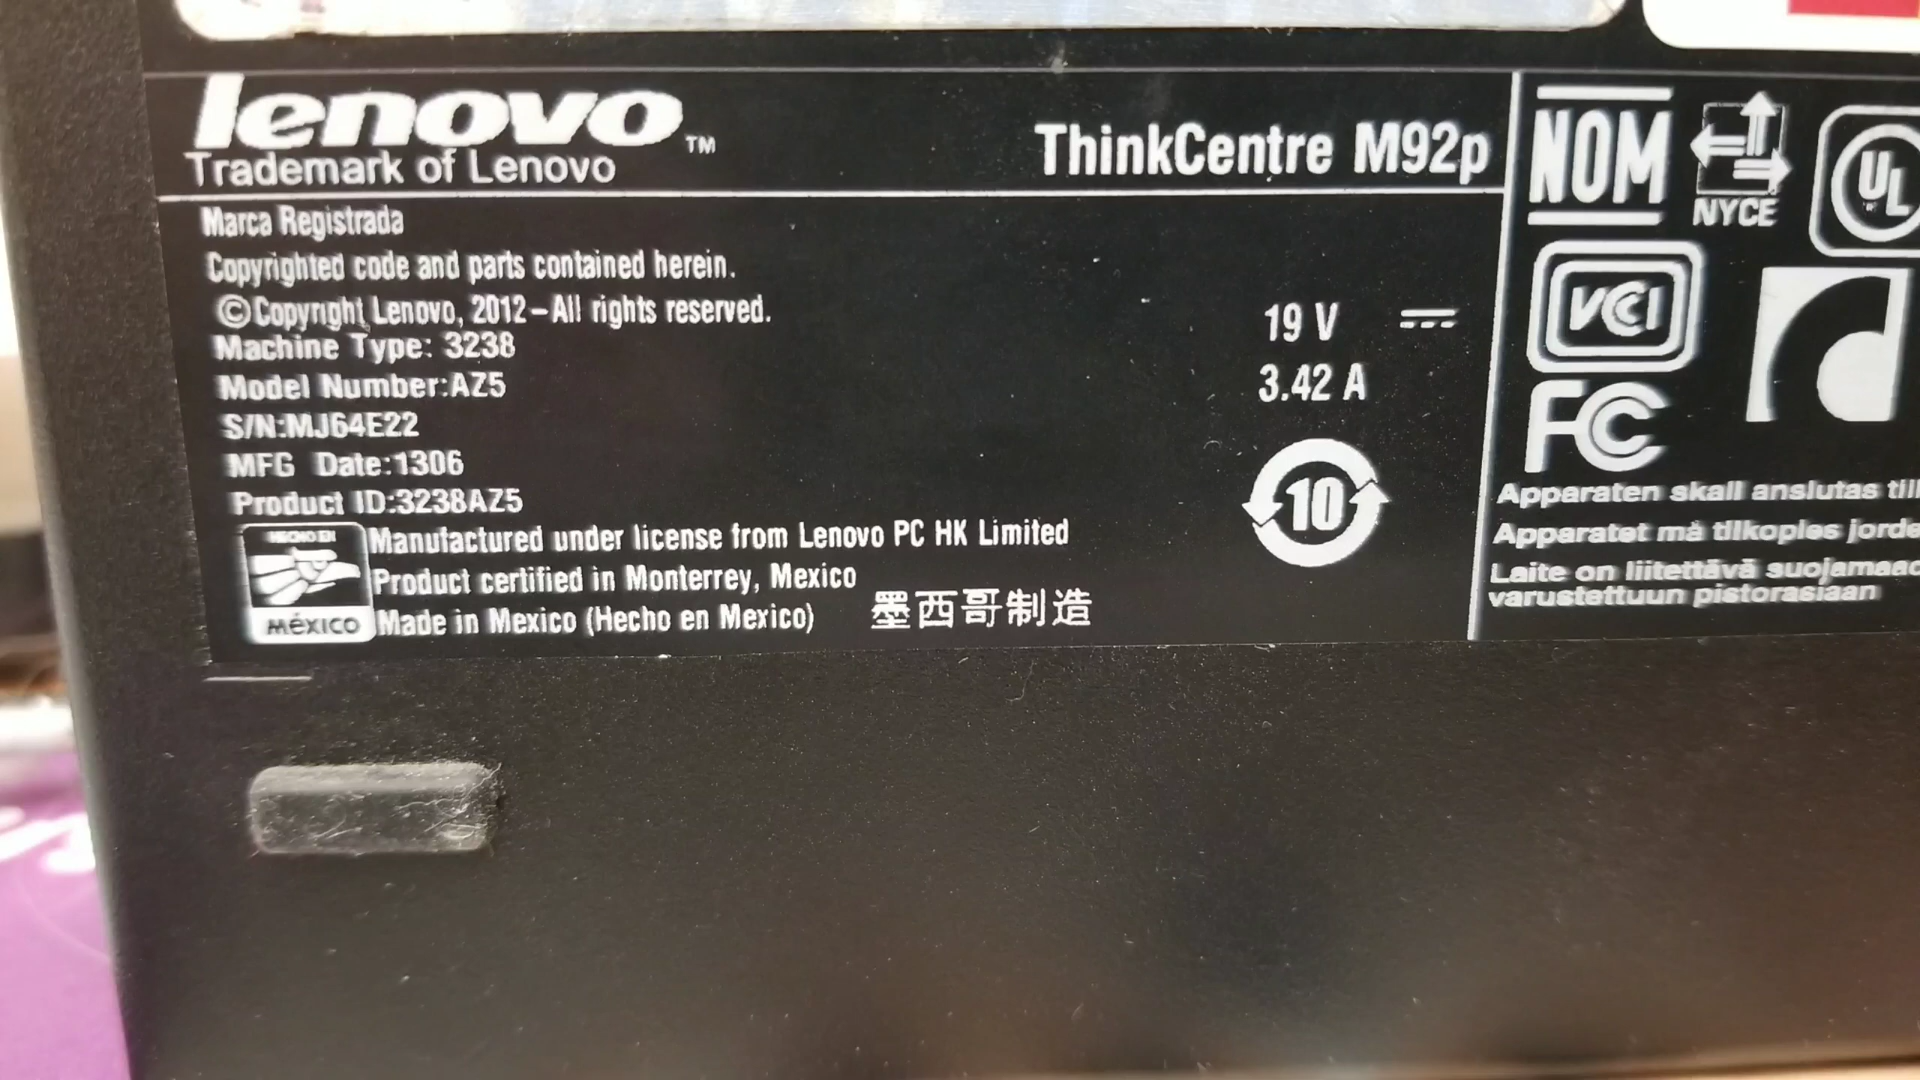 lenovo ™
Trademark of Lenovo
ThinkCentre M92p
Marca Registrada
Copyrighted code and parts contained herein.
©Copyright Lenovo, 2012-All rights reserved.
Machine Type: 3238
Model Number:AZ5
S/N:MJ64E22
MFG Date:1306
Product ID:3238AZ5
HECHO EN
MéXICO
Manufactured under license from Lenovo PC HK Limited
Product certified in Monterrey, Mexico
Made in Mexico (Hecho en Mexico) 墨西哥制造
19 V
3.42 A
10
NOM
NYCE
UL
VCCI
FC
Apparaten skall anslutas till
Apparatet må tilkoples jorde
Laite on liitettävä suojamaad
varustettuun pistorasiaan